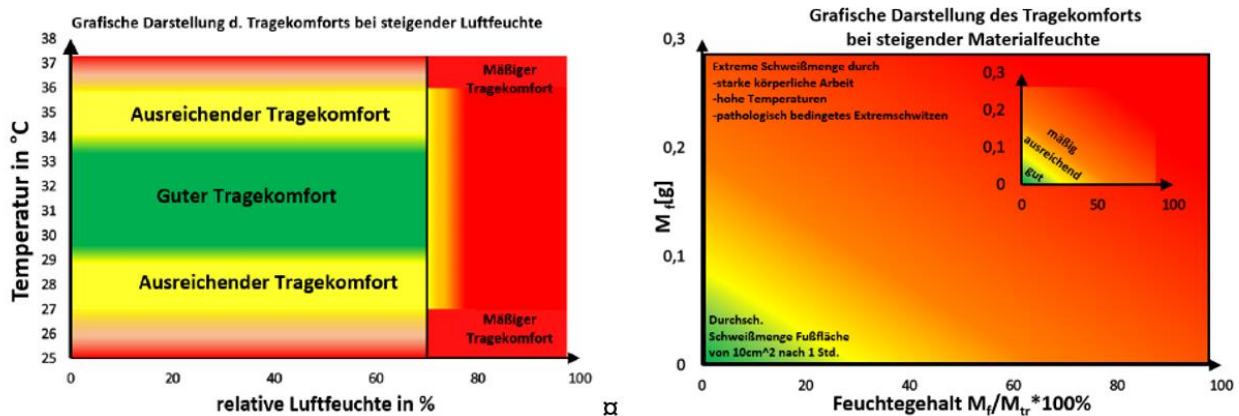 Grafische Darstellung d. Tragekomforts bei steigender Luftfeuchte
38
37
36
35
34
33
32
31
30
29
28
27
26
25
Temperatur in °C
Mäßiger
Tragekomfort
Ausreichender Tragekomfort
Guter Tragekomfort
Ausreichender Tragekomfort
Mäßiger
Tragekomfort
0
20
40
60
80
100
relative Luftfeuchte in %
¤
Grafische Darstellung des Tragekomforts
bei steigender Materialfeuchte
0,3
0,2
0,1
0
M f[g]
Extreme Schweißmenge durch
-starke körperliche Arbeit
-hohe Temperaturen
-pathologisch bedingetes Extremschwitzen
0,3
0,2
0,1
0
mäßig
ausreichend
gut
0
50
100
Durchsch.
Schweißmenge Fußfläche
von 10cm^2 nach 1 Std.
0
20
40
60
80
100
Feuchtegehalt Mf/Mtr*100%